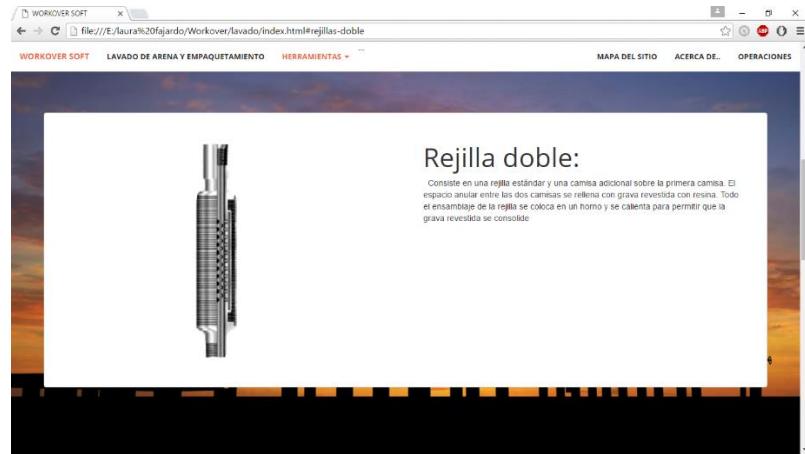 WORKOVER SOFT
file:///E:/laura%20fajardo/Workover/lavado/index.html#rejillas-doble
WORKOVER SOFT LAVADO DE ARENA Y EMPAQUETAMIENTO HERRAMIENTAS ... MAPA DEL SITIO ACERCA DE.. OPERACIONES
Rejilla doble:
Consiste en una rejilla estándar y una camisa adicional sobre la primera camisa. El
espacio anular entre las dos camisas se rellena con grava revestida con resina. Todo
el ensamblaje de la rejilla se coloca en un horno y se calienta para permitir que la
grava revestida se consolide